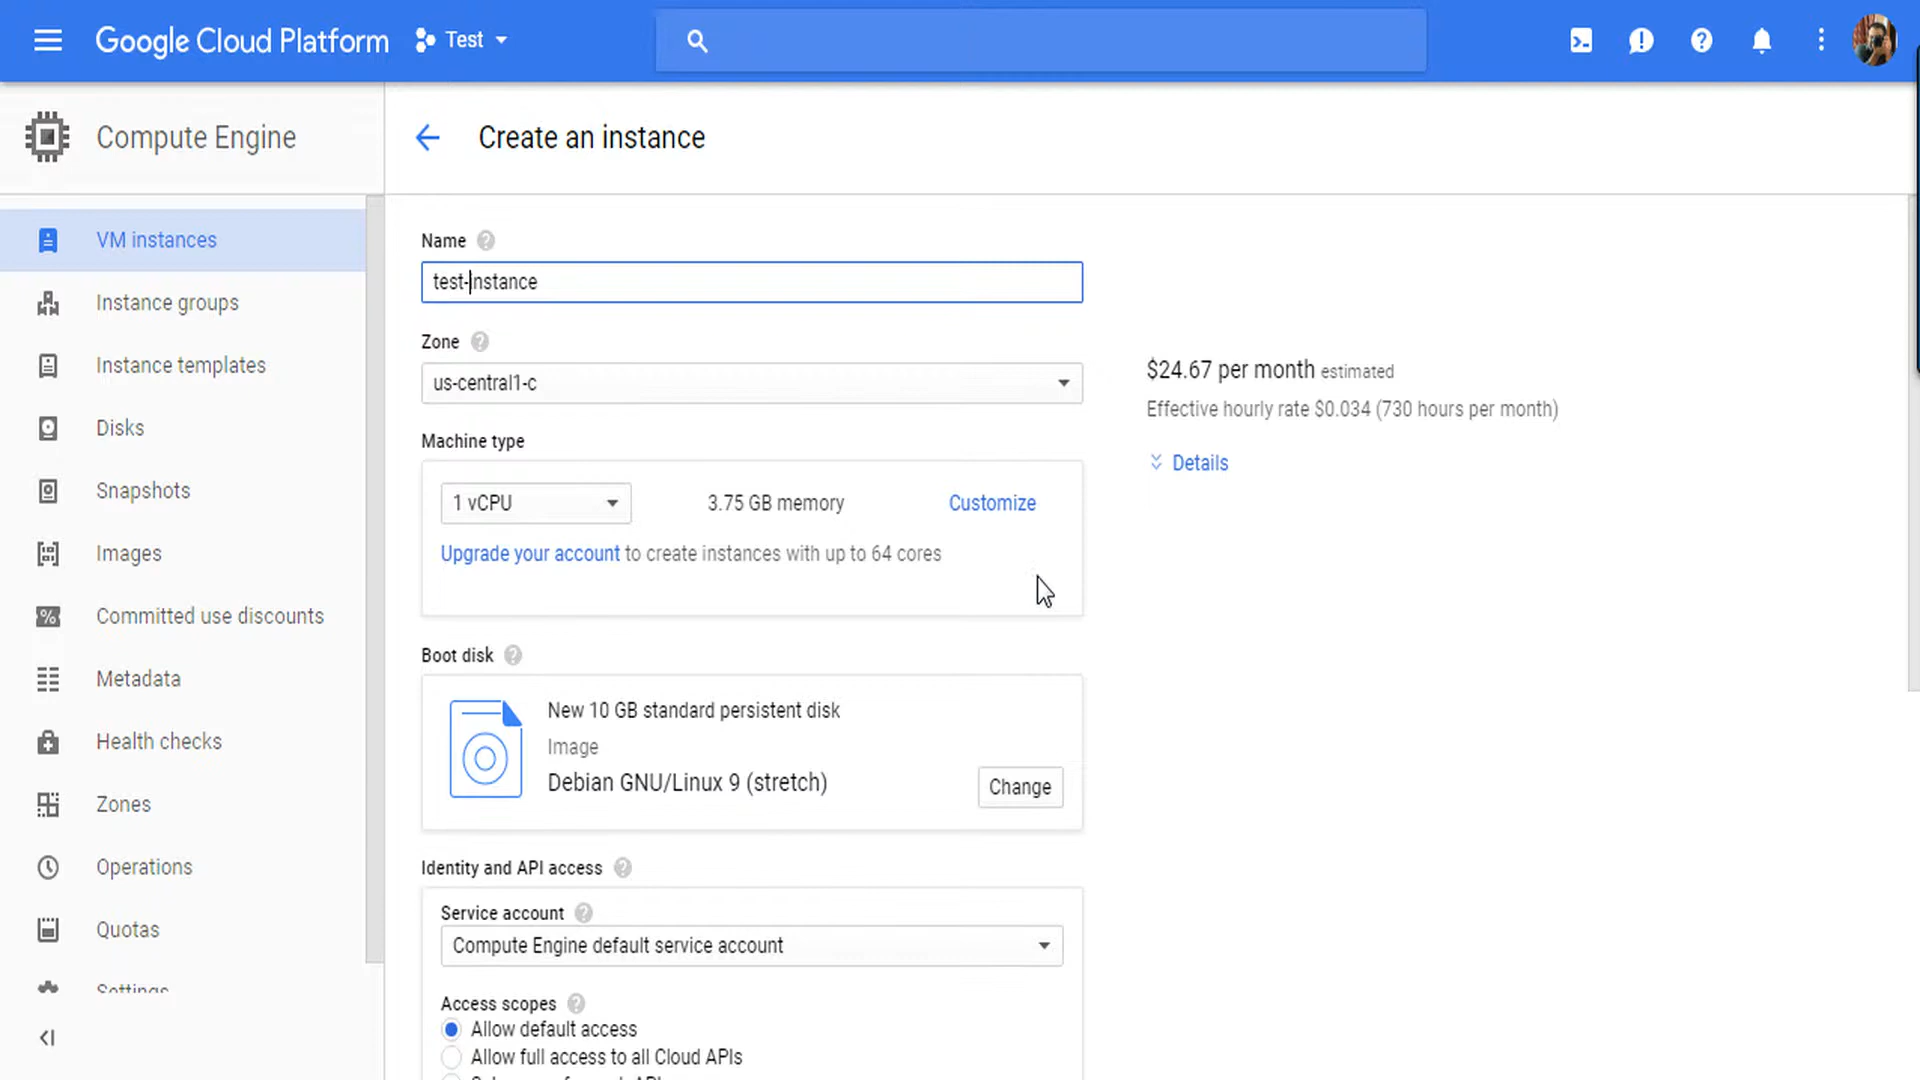 Google Cloud Platform
Test
Compute Engine
Create an instance
VM instances
Instance groups
Instance templates
Disks
Snapshots
Images
Committed use discounts
Metadata
Health checks
Zones
Operations
Quotas
Settings
Name
test-instance
Zone
us-central1-c
Machine type
1 vCPU
3.75 GB memory
Customize
Upgrade your account to create instances with up to 64 cores
Boot disk
New 10 GB standard persistent disk
Image
Debian GNU/Linux 9 (stretch)
Change
Identity and API access
Service account
Compute Engine default service account
Access scopes
Allow default access
Allow full access to all Cloud APIs
$24.67 per month estimated
Effective hourly rate $0.034 (730 hours per month)
Details